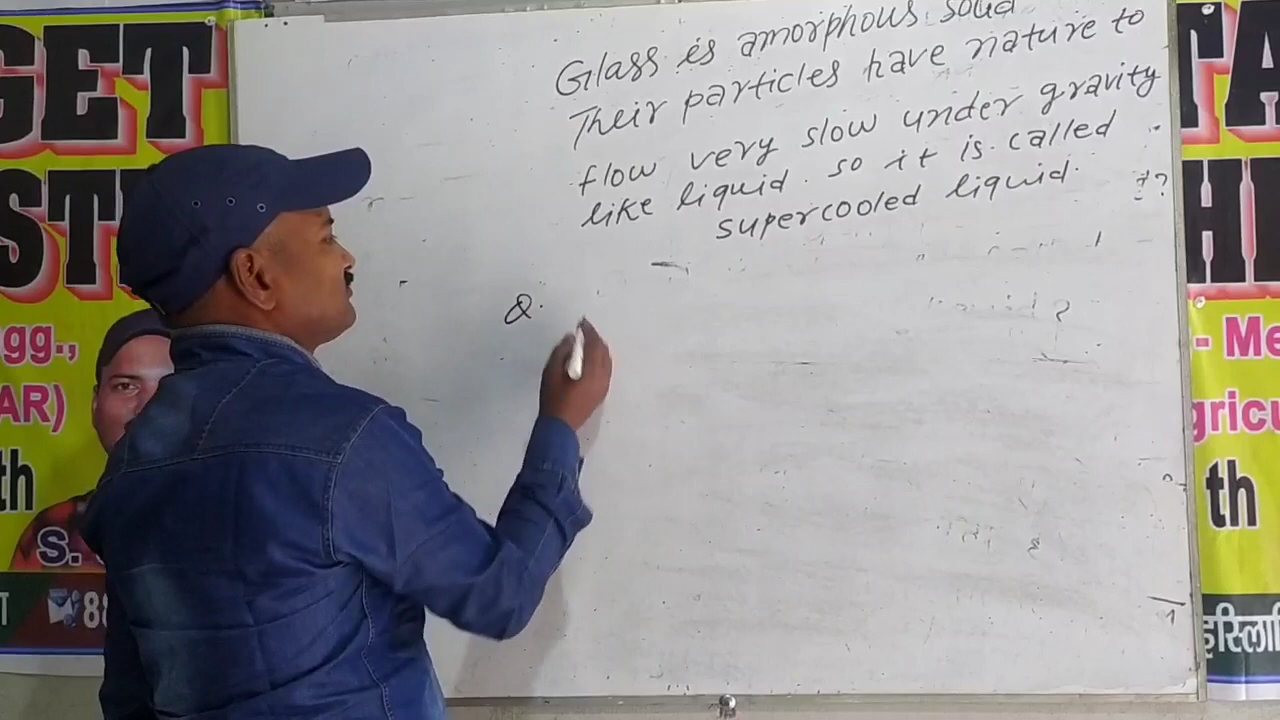 GET
ST
gg.,
AR)
th
S.
88
Glass is amorphous solid
Their particles have nature to
flow very slow under gravity
like liquid. so it is called
supercooled liquid.
?
Q.
?
TA
HI
- Me
gricu
th